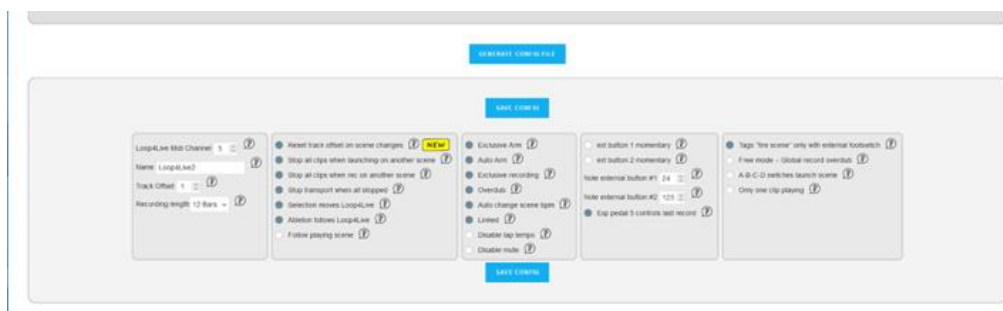 GENERATE CONFIG FILE
SAVE CONFIG
Loop4Live Midi Channel
Name Loop4Live2
Track Offset 1
Recording length 12 Bars
Reset track offset on scene changes NEW
Stop all clips when launching on another scene
Stop all clips when rec on another scene
Stop transport when all stopped
Selection moves Loop4Live
Ableton follows Loop4Live
Follow playing scene
Exclusive Arm
Auto Arm
Exclusive recording
Overdub
Auto change scene bpm
Linked
Disable tap tempo
Disable mute
ext button 1 momentary
ext button 2 momentary
Note external button #1 24
Note external button #2 123
Exp pedal 5 controls last record
Tags "fire scene" only with external footswitch
Free mode - Global record overdub
A-B-C-D switches launch scene
Only one clip playing
SAVE CONFIG